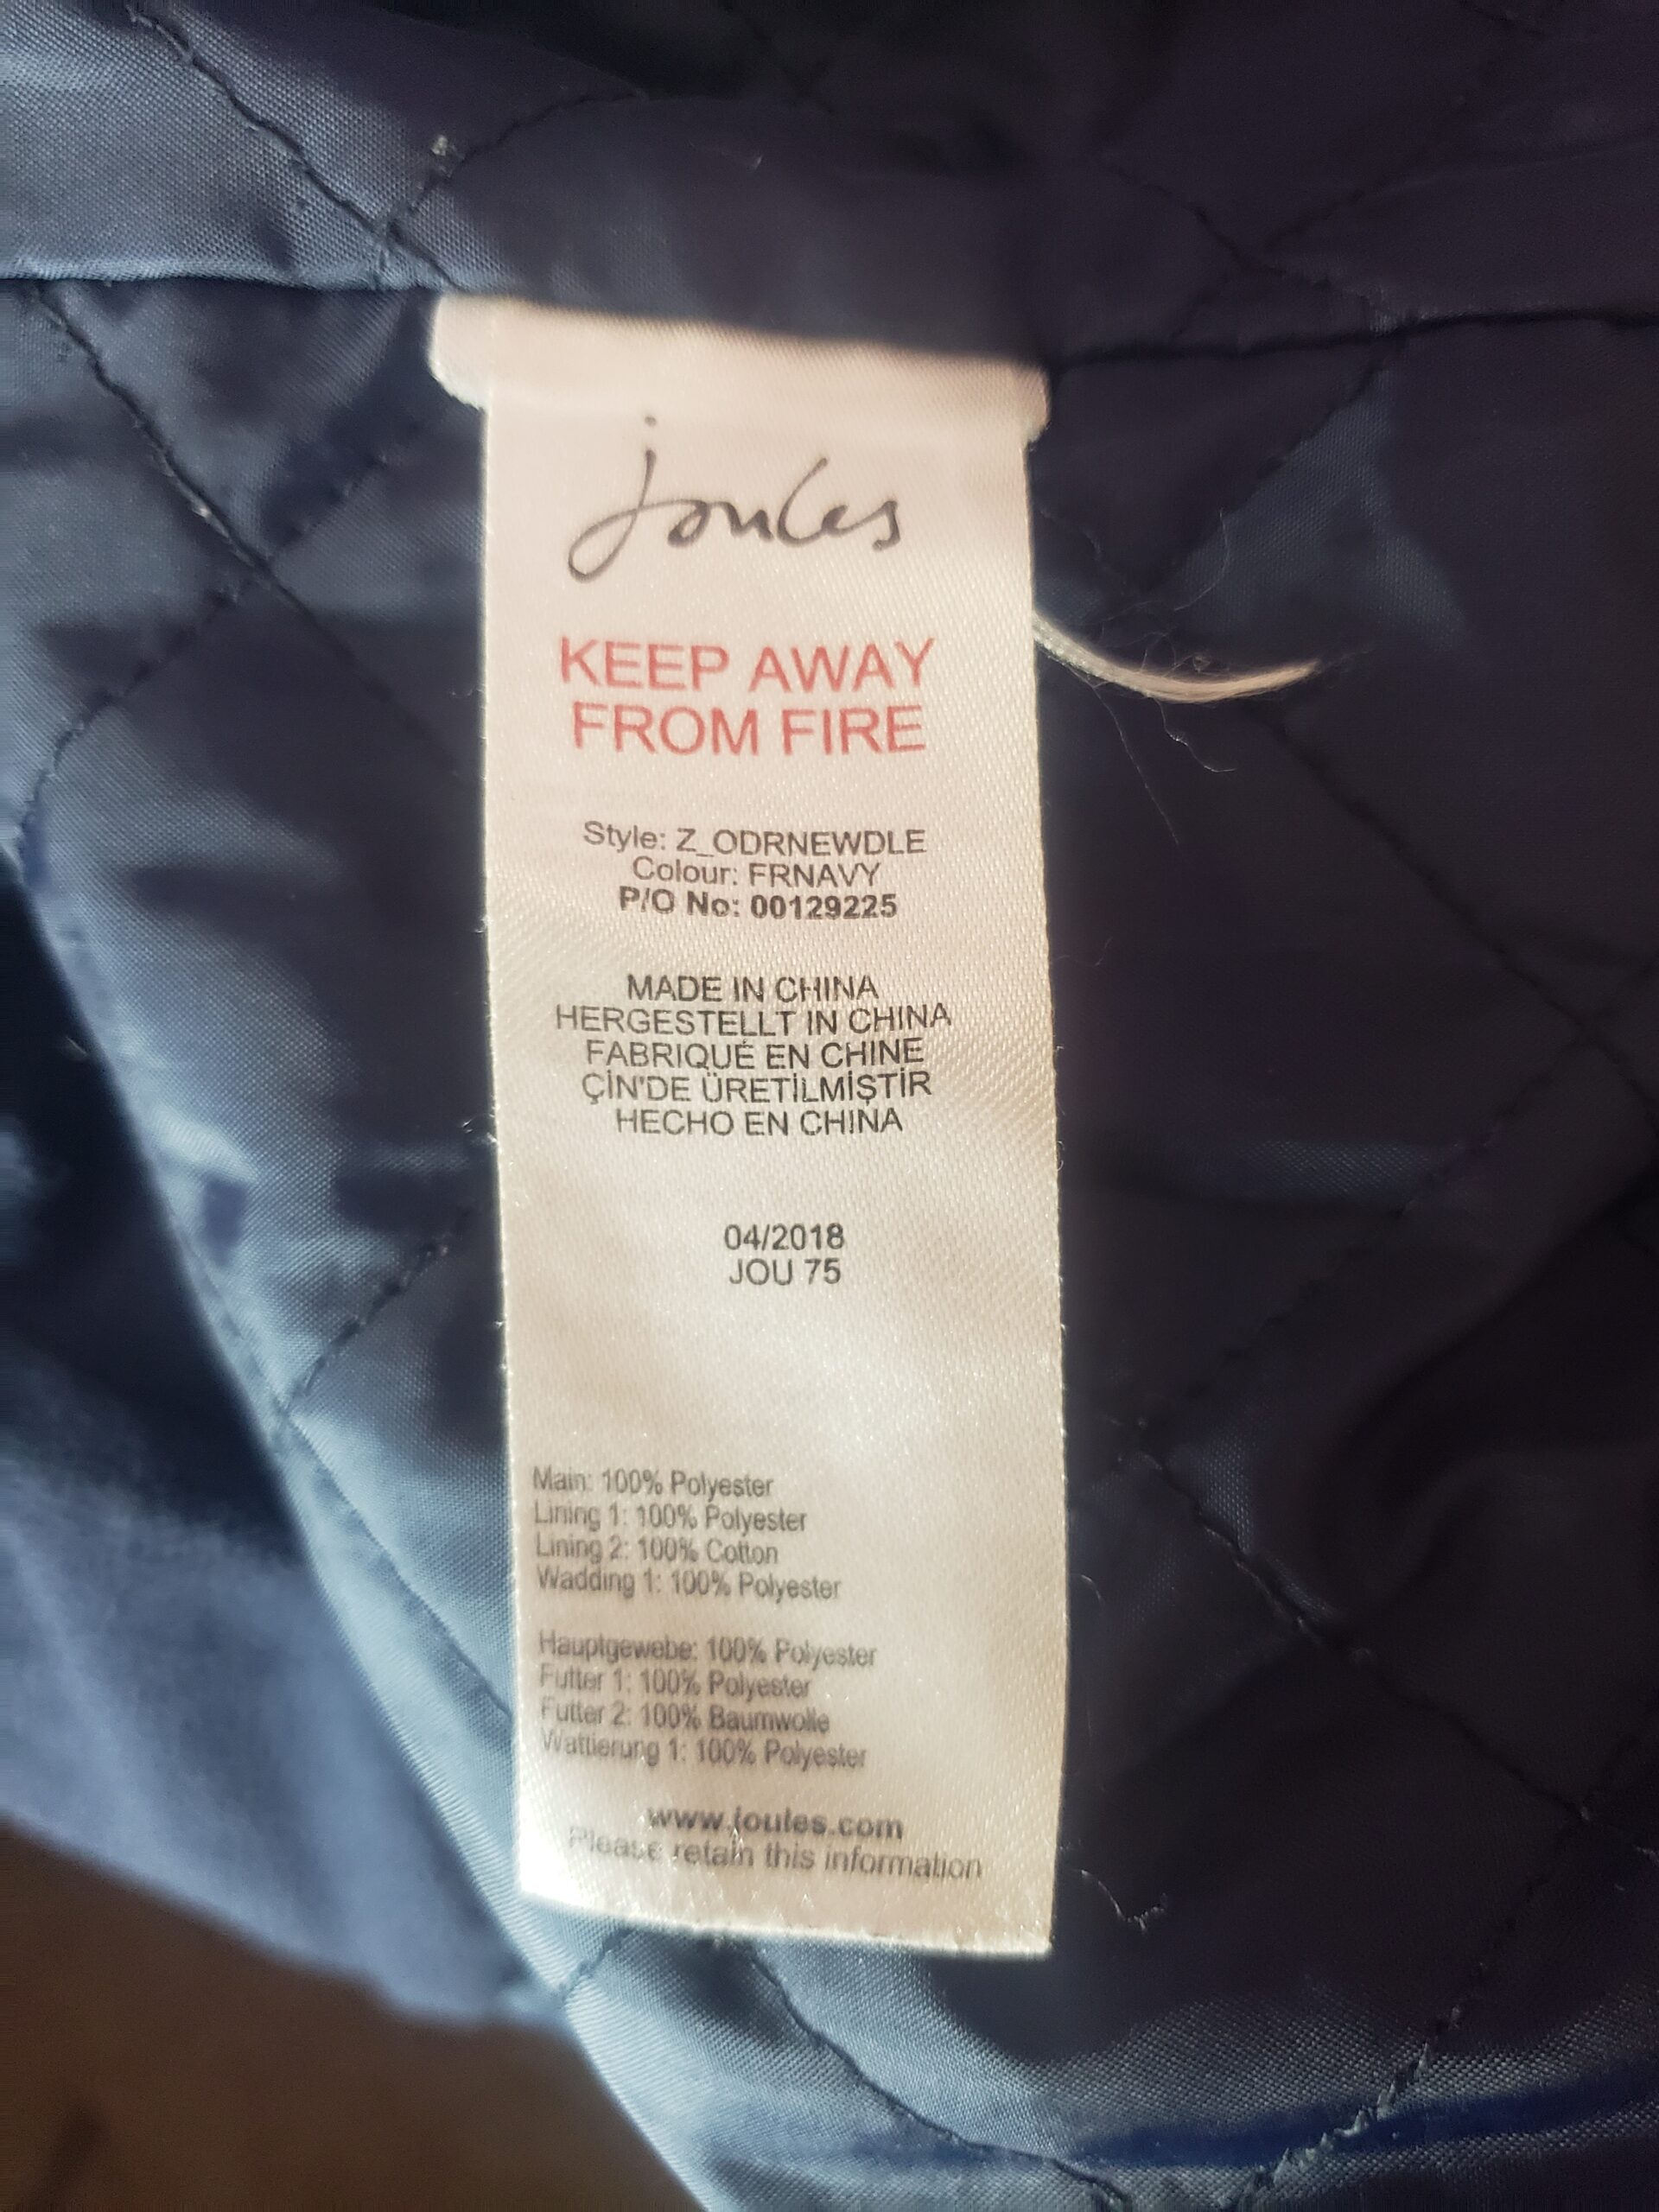 joules
KEEP AWAY
FROM FIRE
Style: Z_ODRNEWDLE
Colour: FRNAVY
P/O No: 00129225
MADE IN CHINA
HERGESTELLT IN CHINA
FABRIQUÉ EN CHINE
ÇİN'DE ÜRETİLMİŞTİR
HECHO EN CHINA
04/2018
JOU 75
Main: 100% Polyester
Lining 1: 100% Polyester
Lining 2: 100% Cotton
Wadding 1: 100% Polyester
Hauptgewebe: 100% Polyester
Futter 1: 100% Polyester
Futter 2: 100% Baumwolle
Wattierung 1: 100% Polyester
www.joules.com
Please retain this information